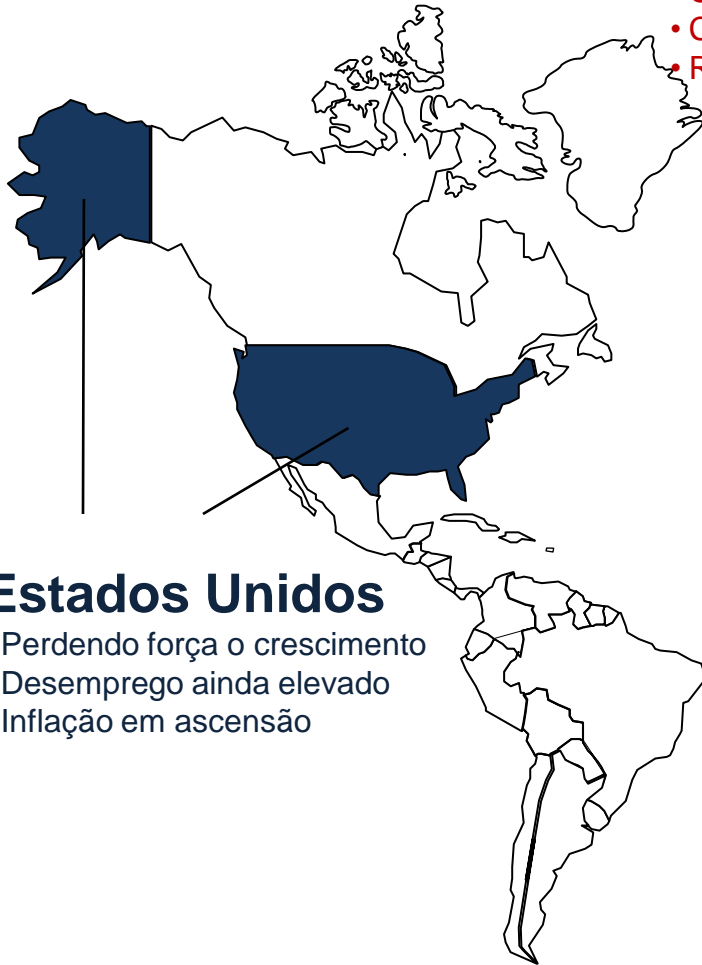 Estados Unidos
Perdendo força o crescimento
Desemprego ainda elevado
Inflação em ascensão